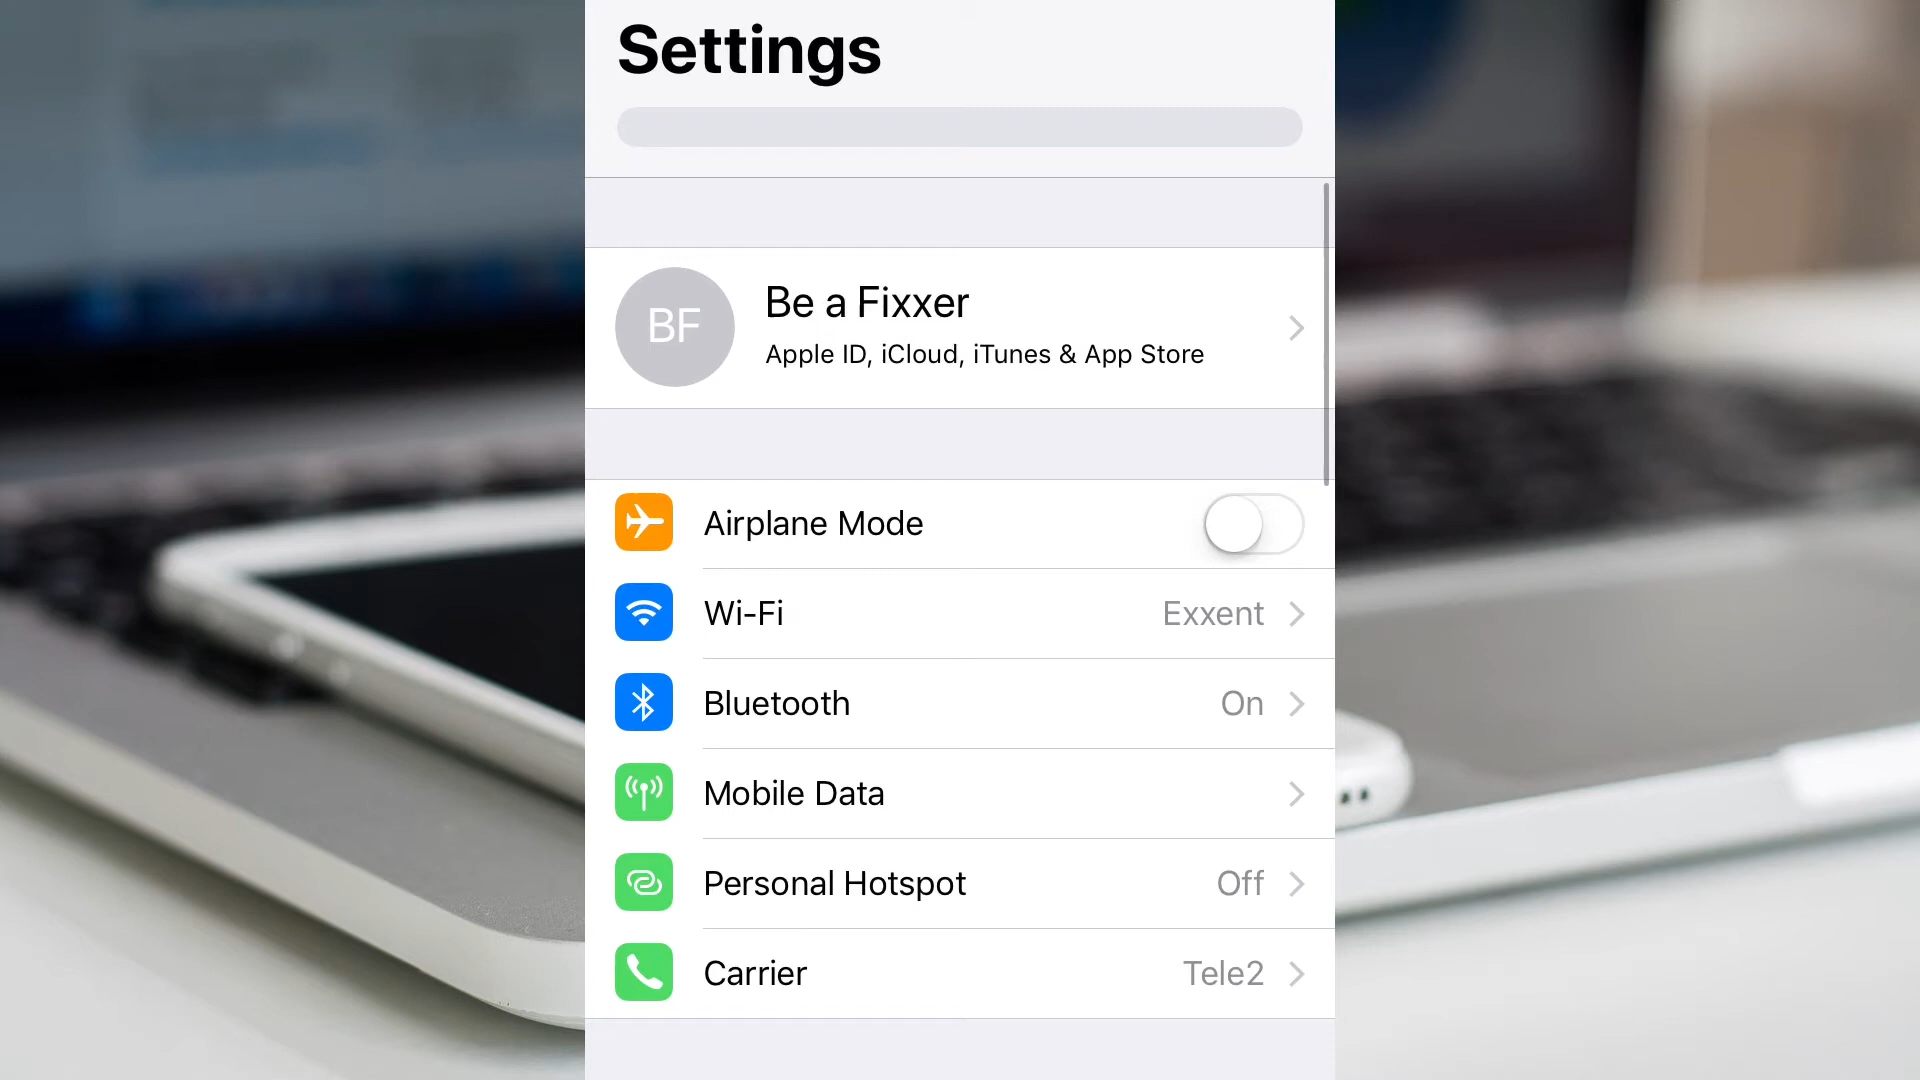 Settings
BF
Be a Fixxer
Apple ID, iCloud, iTunes & App Store
Airplane Mode
Wi-Fi Exxent
Bluetooth On
Mobile Data
Personal Hotspot Off
Carrier Tele2